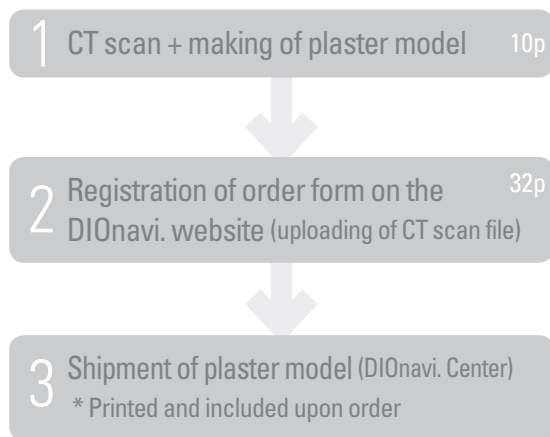 1 CT scan + making of plaster model 10p
2 Registration of order form on the 32p
DIOnavi. website (uploading of CT scan file)
3 Shipment of plaster model (DIOnavi. Center)
* Printed and included upon order